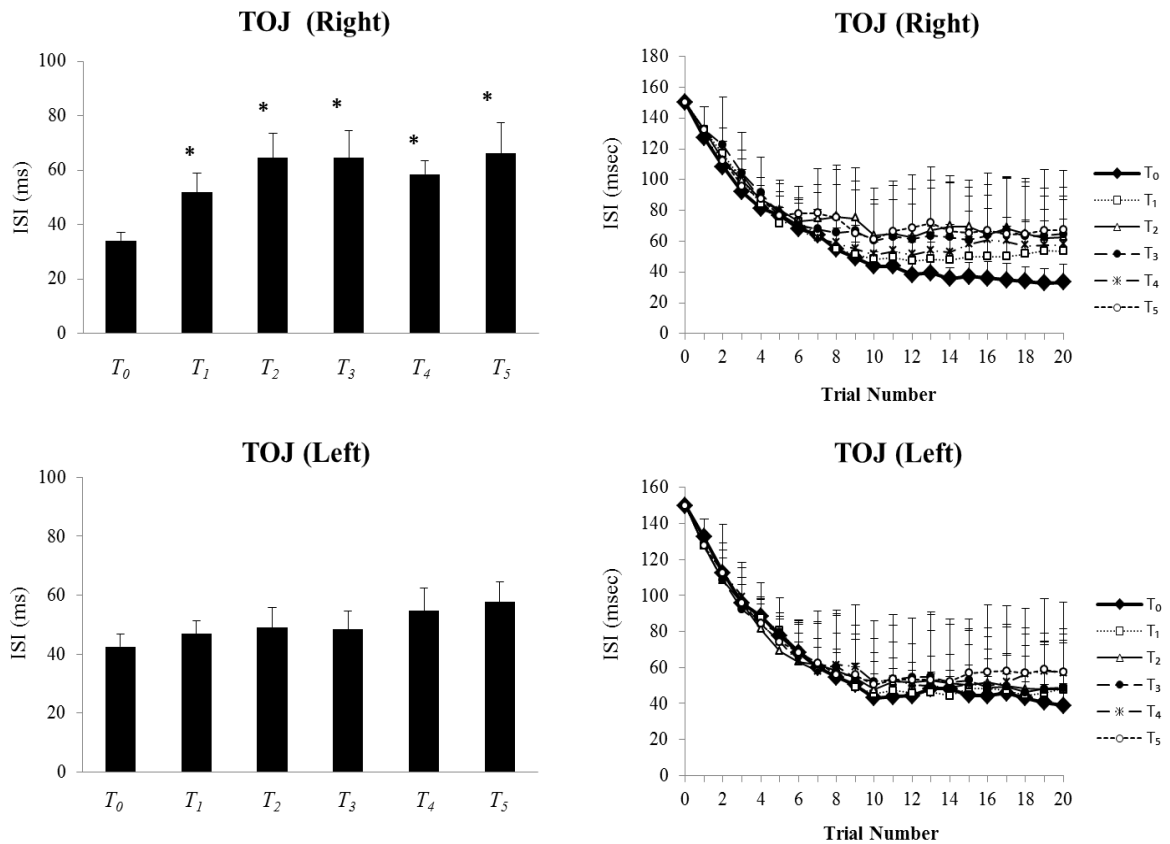 TOJ (Right)
ISI (ms)
100
80
60
40
20
0
*
*
*
*
*
T₀
T₁
T₂
T₃
T₄
T₅
TOJ (Right)
ISI (msec)
180
160
140
120
100
80
60
40
20
0
0 2 4 6 8 10 12 14 16 18 20
Trial Number
T₀
T₁
T₂
T₃
T₄
T₅
TOJ (Left)
ISI (ms)
100
80
60
40
20
0
T₀
T₁
T₂
T₃
T₄
T₅
TOJ (Left)
ISI (msec)
160
140
120
100
80
60
40
20
0
0 2 4 6 8 10 12 14 16 18 20
Trial Number
T₀
T₁
T₂
T₃
T₄
T₅